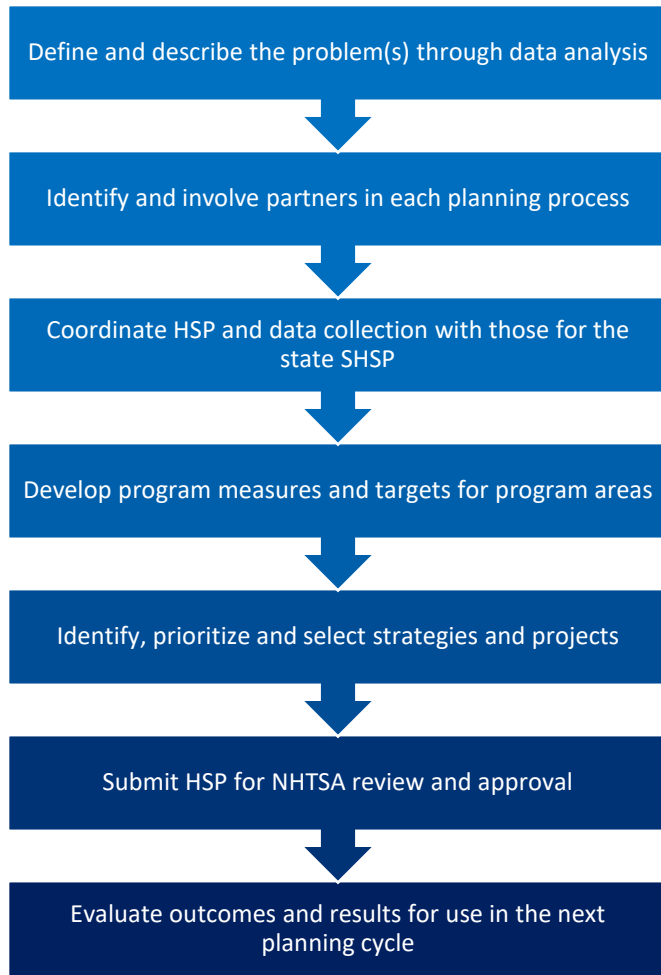 Define and describe the problem(s) through data analysis
Identify and involve partners in each planning process
Coordinate HSP and data collection with those for the
state SHSP
Develop program measures and targets for program areas
Identify, prioritize and select strategies and projects
Submit HSP for NHTSA review and approval
Evaluate outcomes and results for use in the next
planning cycle